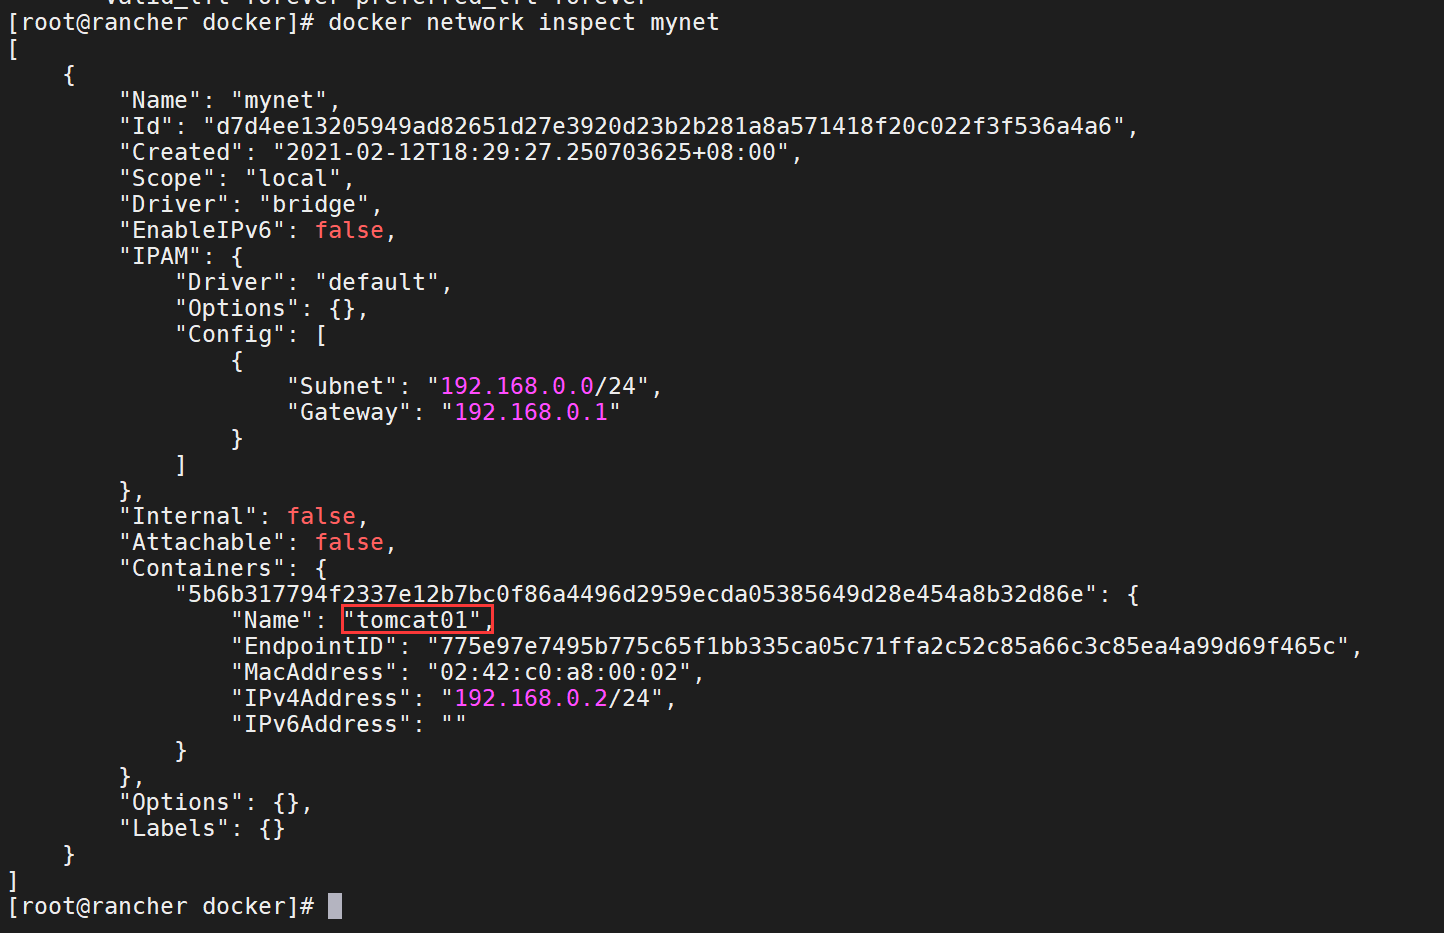 valid_lft forever preferred_lft forever
[root@rancher docker]# docker network inspect mynet
[
    {
        "Name": "mynet",
        "Id": "d7d4ee13205949ad82651d27e3920d23b2b281a8a571418f20c022f3f536a4a6",
        "Created": "2021-02-12T18:29:27.250703625+08:00",
        "Scope": "local",
        "Driver": "bridge",
        "EnableIPv6": false,
        "IPAM": {
            "Driver": "default",
            "Options": {},
            "Config": [
                {
                    "Subnet": "192.168.0.0/24",
                    "Gateway": "192.168.0.1"
                }
            ]
        },
        "Internal": false,
        "Attachable": false,
        "Containers": {
            "5b6b317794f2337e12b7bc0f86a4496d2959ecda05385649d28e454a8b32d86e": {
                "Name": "tomcat01",
                "EndpointID": "775e97e7495b775c65f1bb335ca05c71ffa2c52c85a66c3c85ea4a99d69f465c",
                "MacAddress": "02:42:c0:a8:00:02",
                "IPv4Address": "192.168.0.2/24",
                "IPv6Address": ""
            }
        },
        "Options": {},
        "Labels": {}
    }
]
[root@rancher docker]#